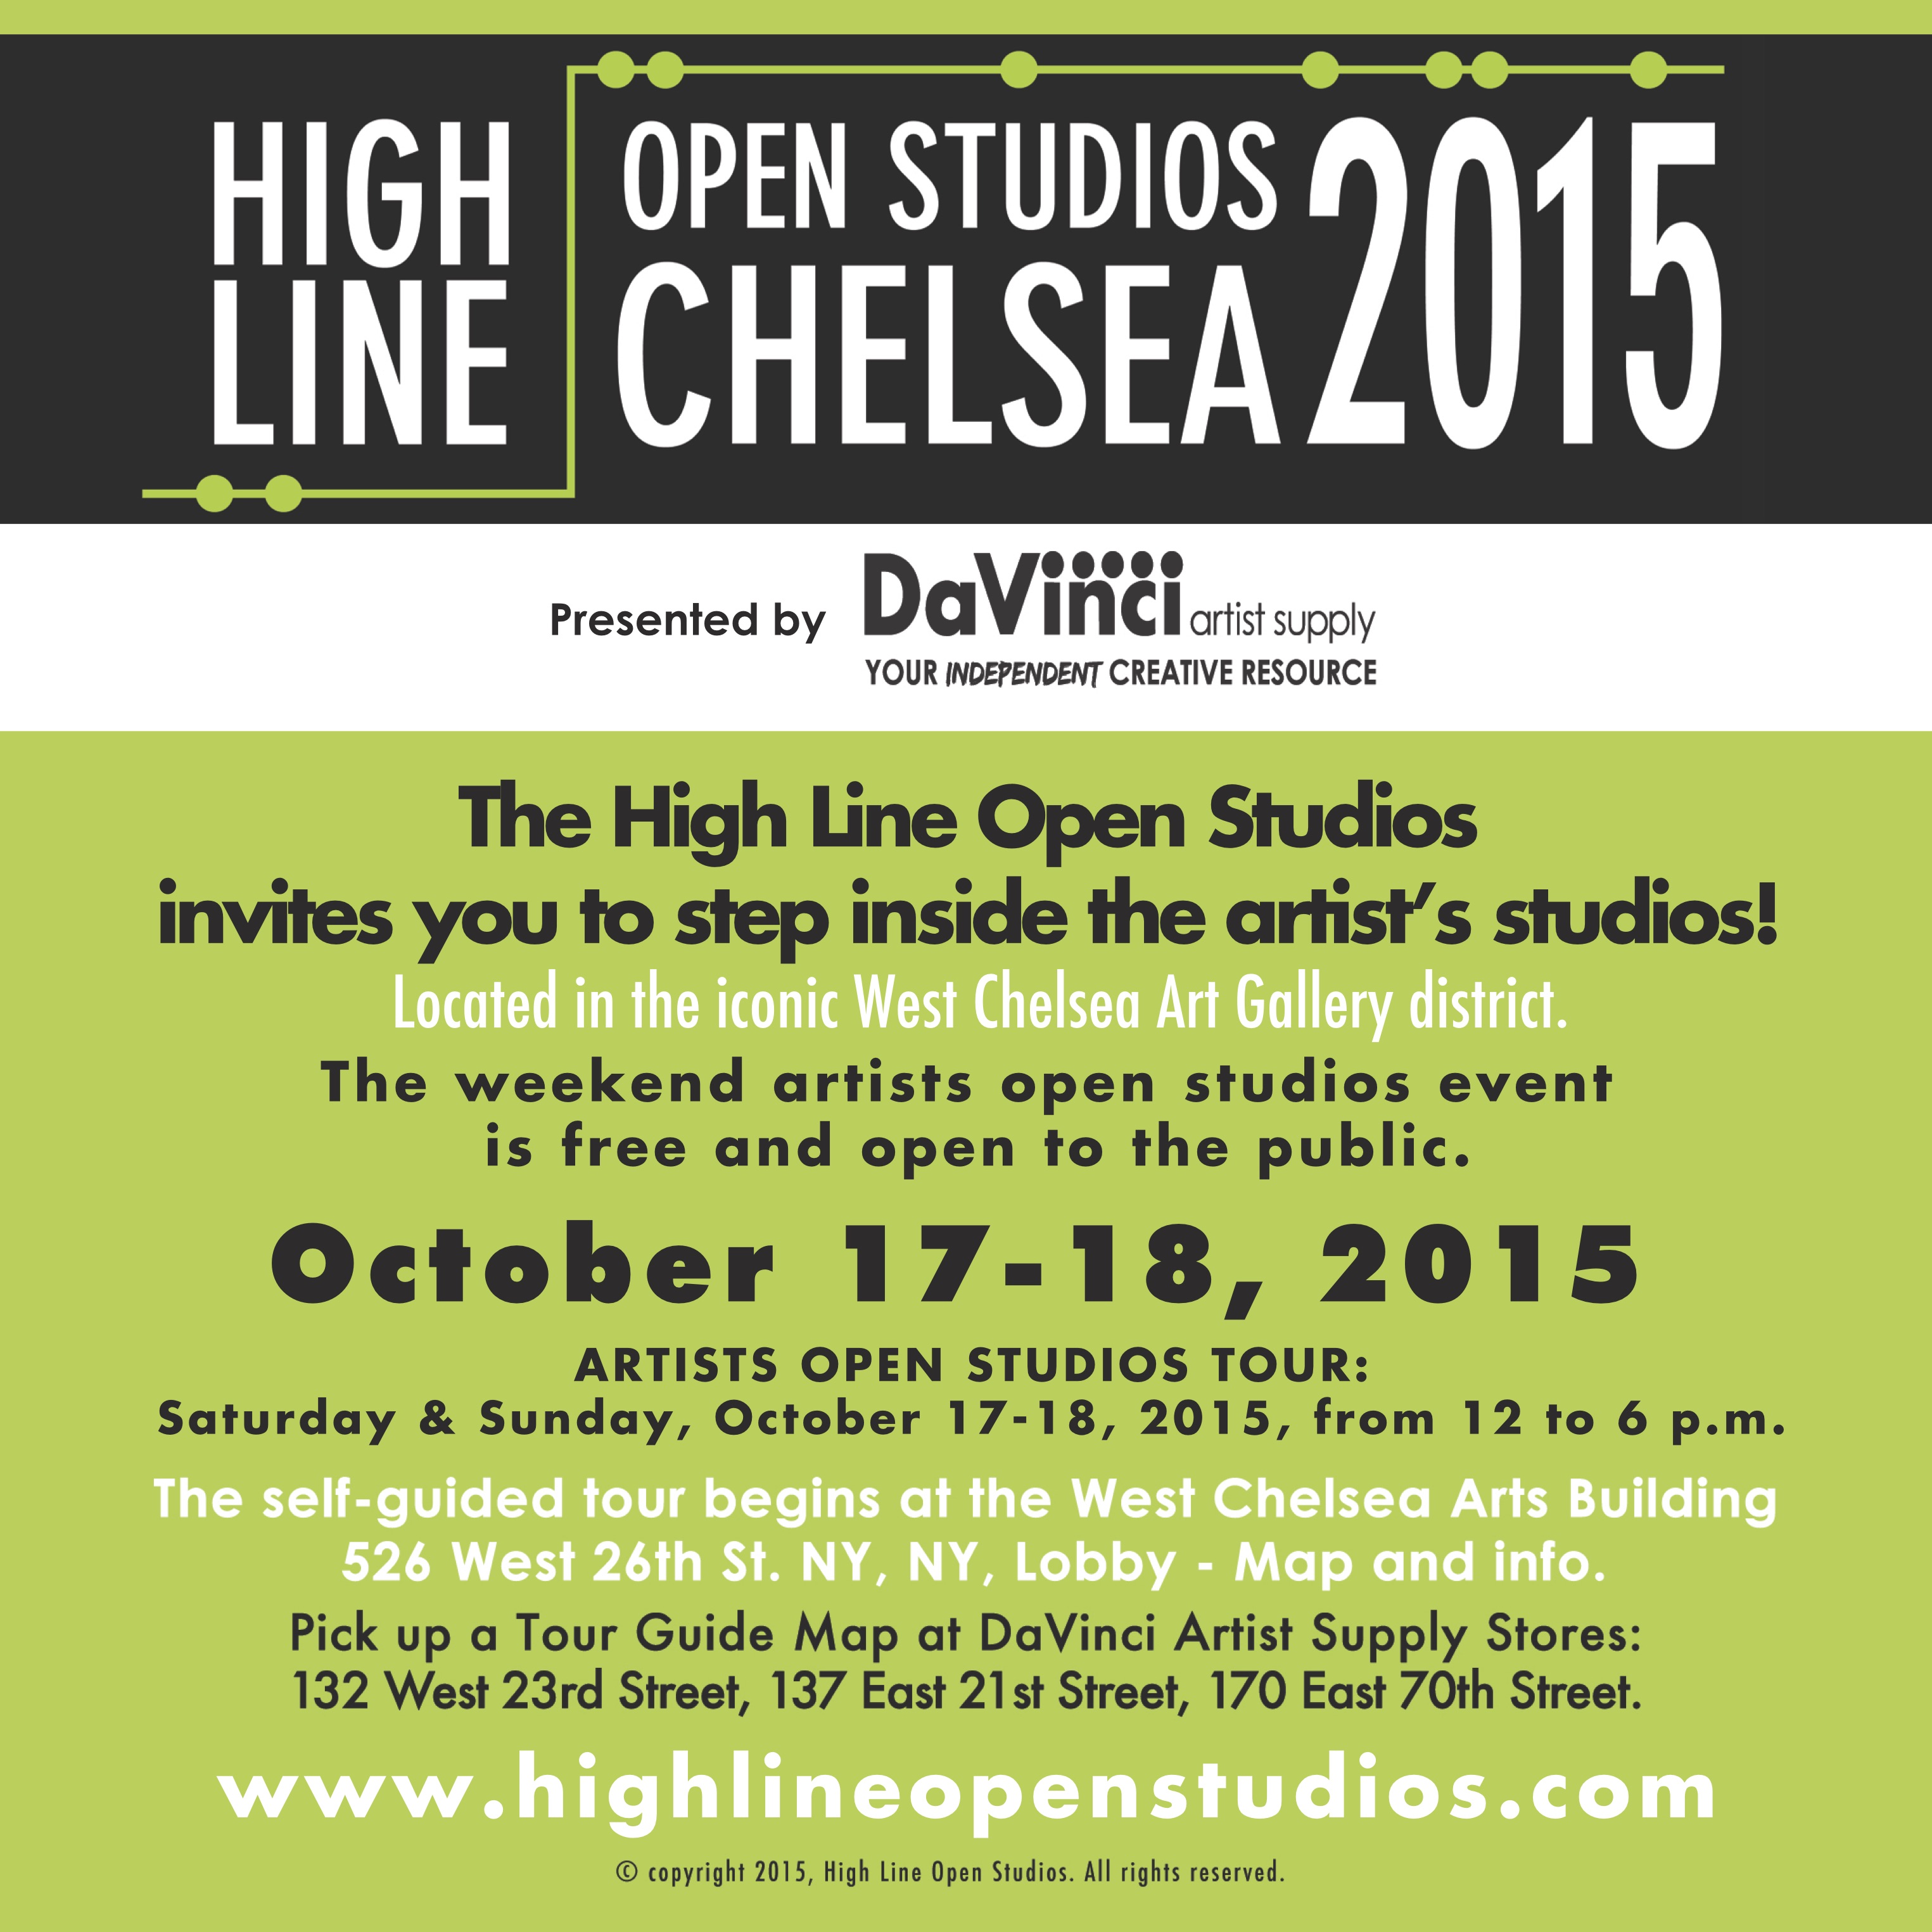 HIGH
LINE
OPEN STUDIOS
CHELSEA
2015
Presented by
DaVinci artist supply
YOUR INDEPENDENT CREATIVE RESOURCE
The High Line Open Studios
invites you to step inside the artist’s studios!
Located in the iconic West Chelsea Art Gallery district.
The weekend artists open studios event
is free and open to the public.
October 17-18, 2015
ARTISTS OPEN STUDIOS TOUR:
Saturday & Sunday, October 17-18, 2015, from 12 to 6 p.m.
The self-guided tour begins at the West Chelsea Arts Building
526 West 26th St. NY, NY, Lobby - Map and info.
Pick up a Tour Guide Map at DaVinci Artist Supply Stores:
132 West 23rd Street, 137 East 21st Street, 170 East 70th Street.
www.highlineopenstudios.com
© copyright 2015, High Line Open Studios. All rights reserved.